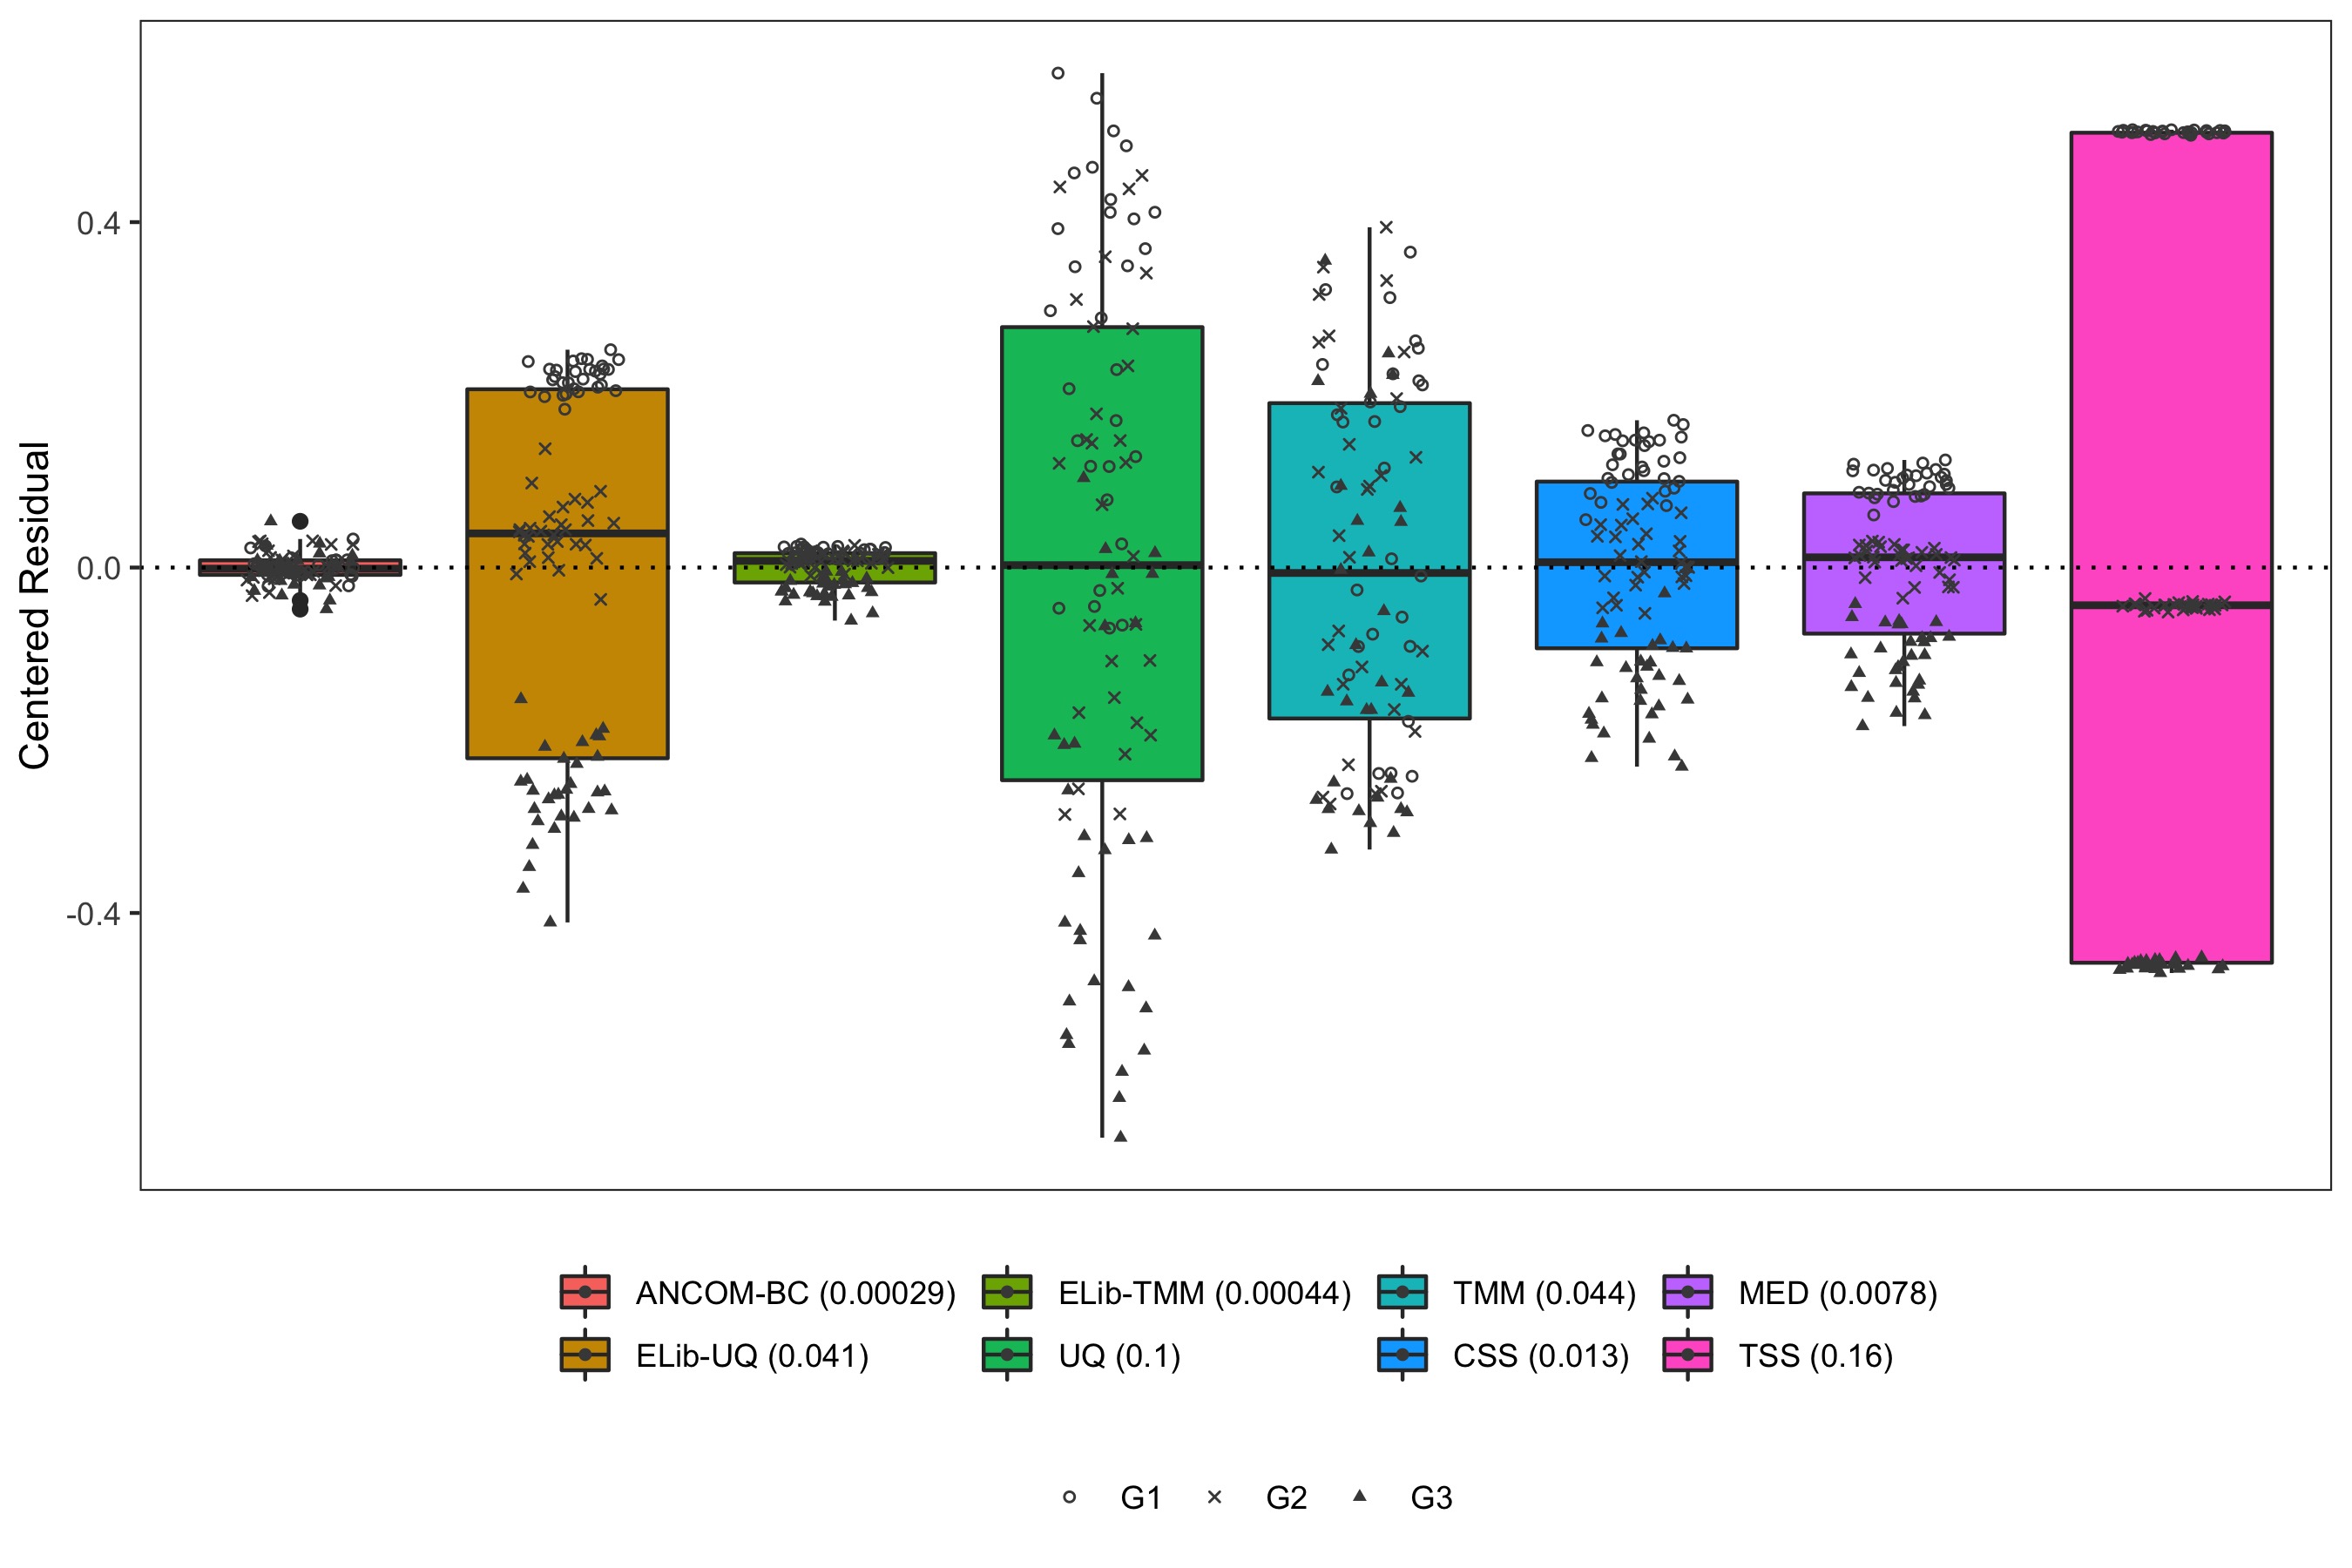 Centered Residual
0.4
0.0
-0.4
ANCOM-BC (0.00029)
ELib-TMM (0.00044)
TMM (0.044)
MED (0.0078)
ELib-UQ (0.041)
UQ (0.1)
CSS (0.013)
TSS (0.16)
G1
G2
G3